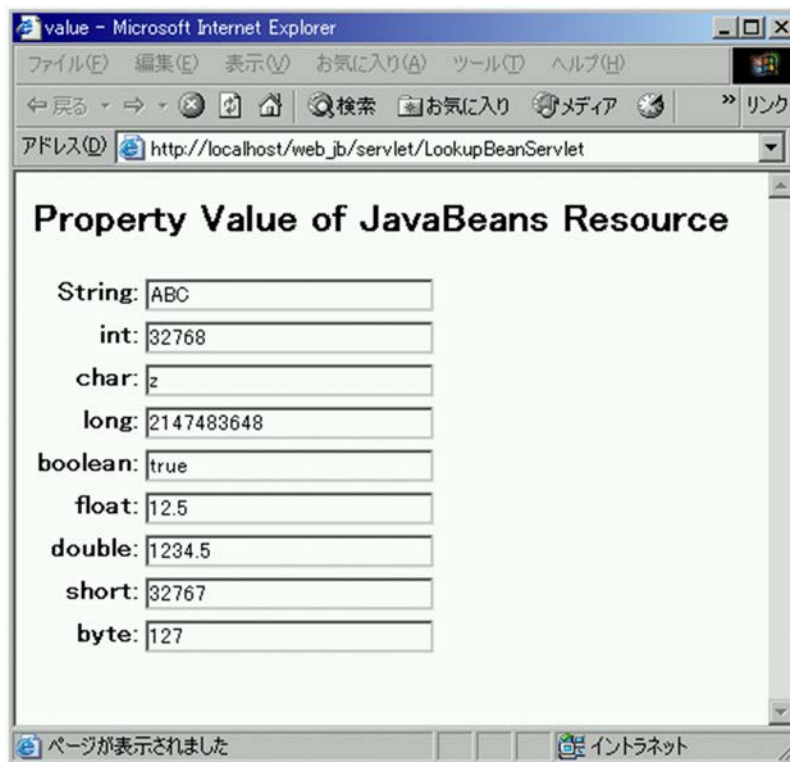 value - Microsoft Internet Explorer
ファイル(F) 編集(E) 表示(V) お気に入り(A) ツール(T) ヘルプ(H)
戻る 検索 お気に入り メディア » リンク
アドレス(D) http://localhost/web_jb/servlet/LookupBeanServlet
Property Value of JavaBeans Resource
String: ABC
int: 32768
char: z
long: 2147483648
boolean: true
float: 12.5
double: 1234.5
short: 32767
byte: 127
ページが表示されました イントラネット